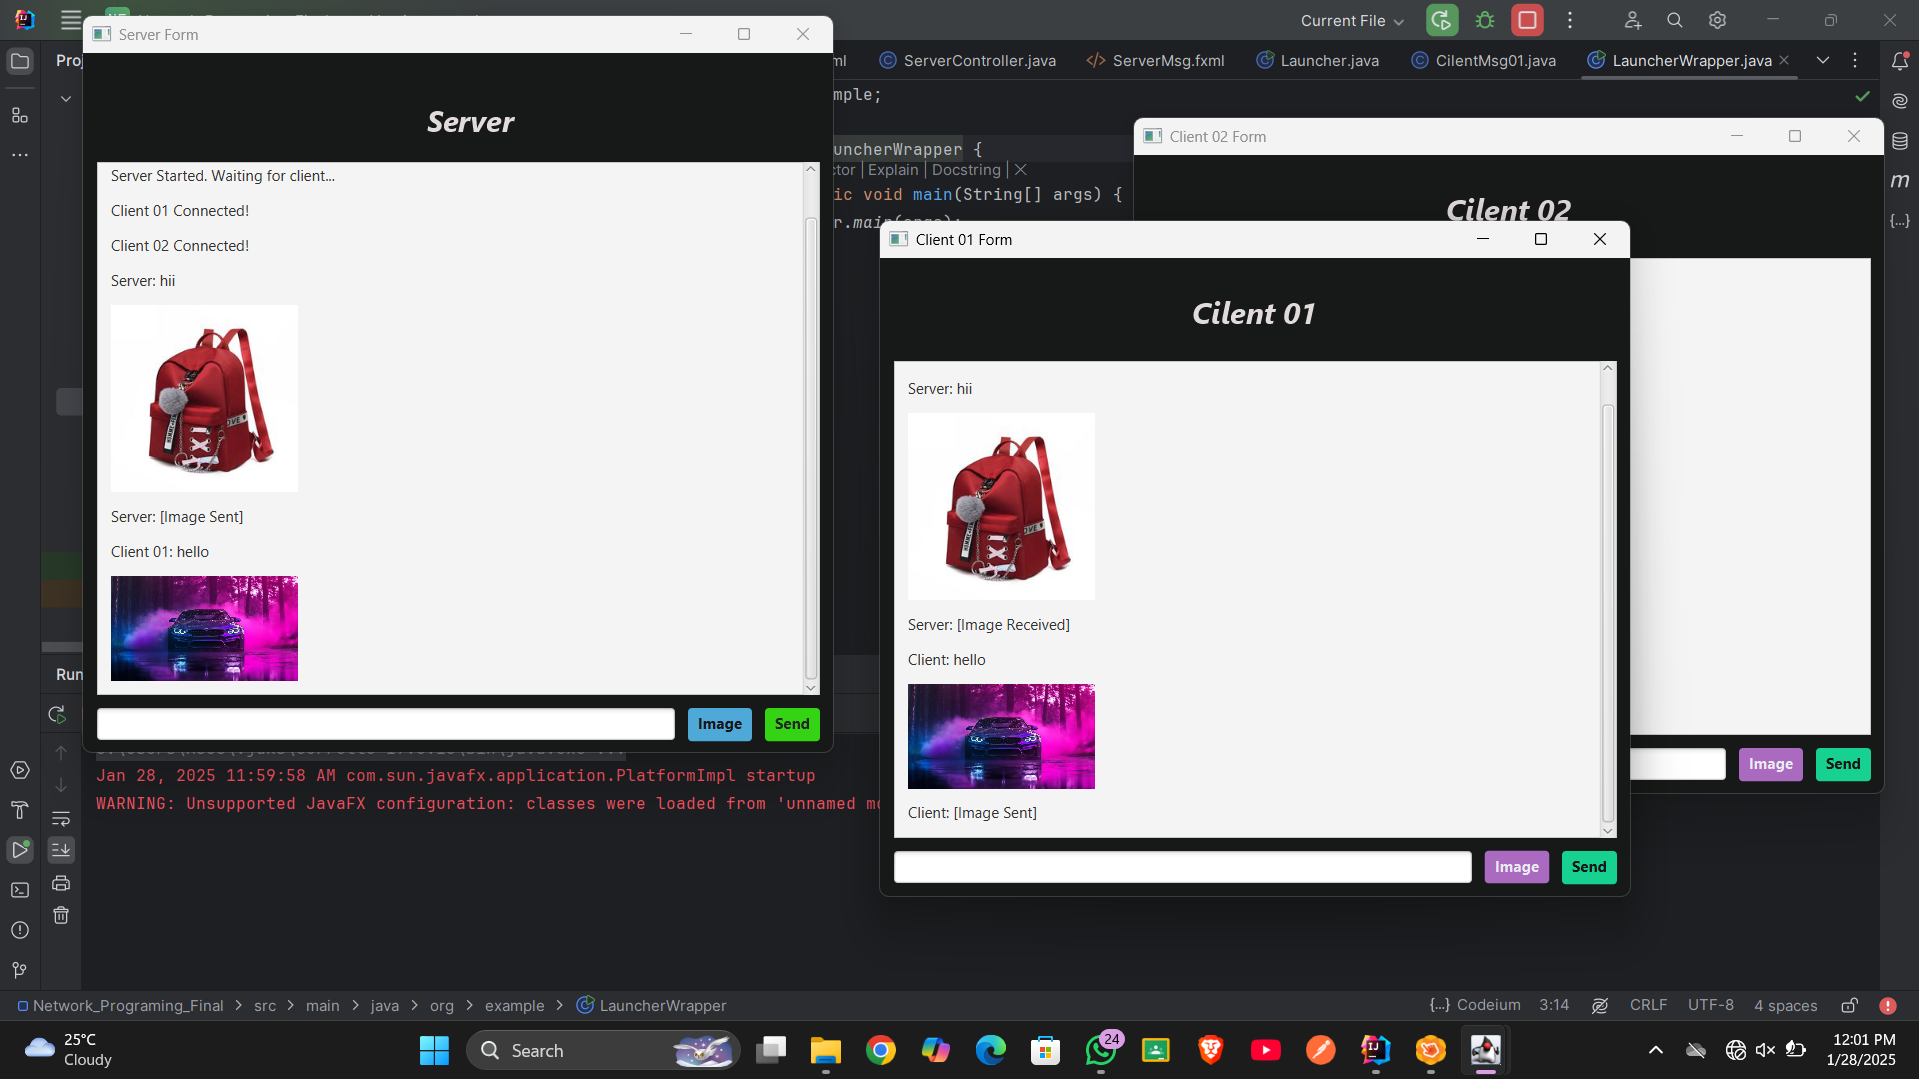 Current File
Server Form
Proj
ml
ServerController.java
ServerMsg.fxml
Launcher.java
CilentMsg01.java
LauncherWrapper.java
mple;
Server
Client 02 Form
uncherWrapper {
ctor | Explain | Docstring |
ic void main(String[] args) {
Cilent 02
r.main(args);
Server Started. Waiting for client...
Client 01 Connected!
Client 02 Connected!
Server: hii
Server: [Image Sent]
Client 01: hello
Image
Send
Client 01 Form
Cilent 01
Server: hii
Server: [Image Received]
Client: hello
Client: [Image Sent]
Image
Send
Image
Send
Run
Jan 28, 2025 11:59:58 AM com.sun.javafx.application.PlatformImpl startup
WARNING: Unsupported JavaFX configuration: classes were loaded from 'unnamed mo
Network_Programing_Final > src > main > java > org > example > LauncherWrapper
{...} Codeium 3:14 CRLF UTF-8 4 spaces
25°C
Cloudy
Search
24
12:01 PM
1/28/2025